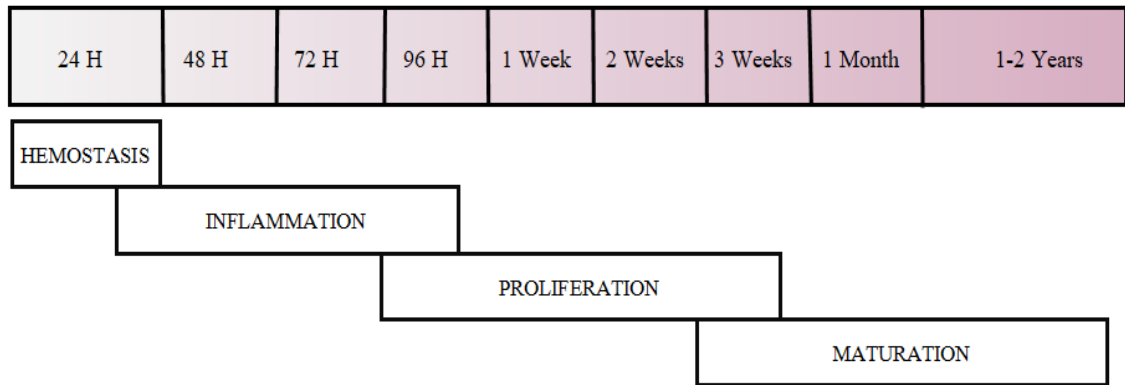 24 H 48 H 72 H 96 H 1 Week 2 Weeks 3 Weeks 1 Month 1-2 Years
HEMOSTASIS
INFLAMMATION
PROLIFERATION
MATURATION